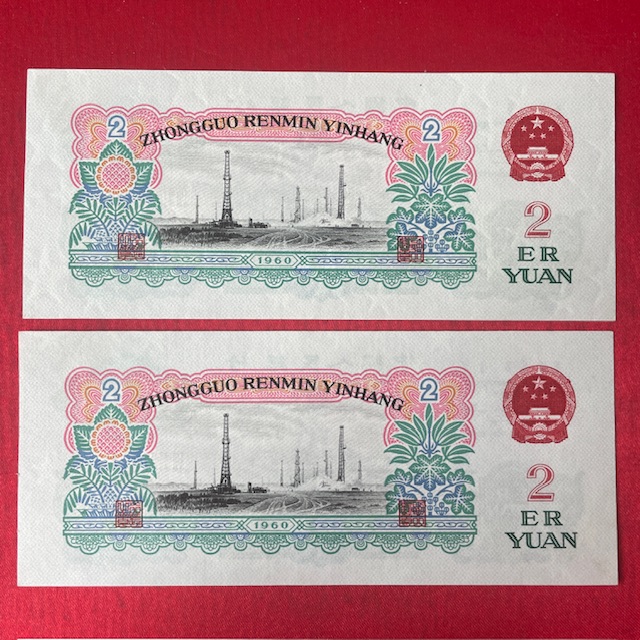 2 2
ZHONGGUO RENMIN YINHANG
2
ER
YUAN
1960
2 2
ZHONGGUO RENMIN YINHANG
2
ER
YUAN
1960